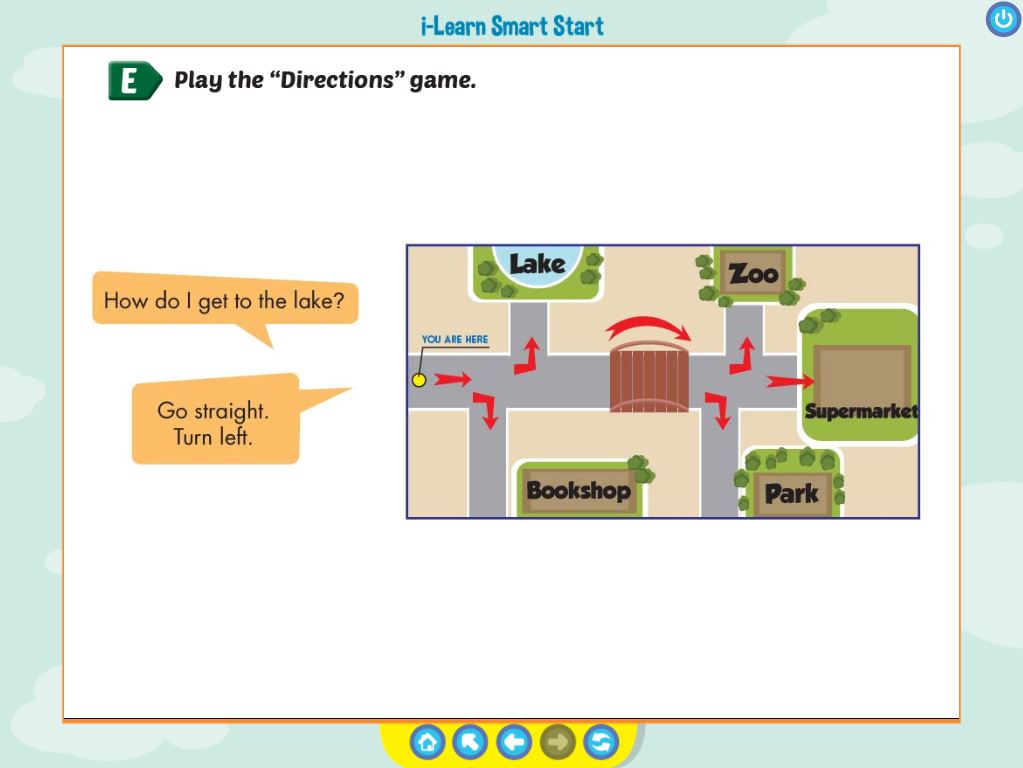 i-Learn Smart Start
E Play the “Directions” game.
How do I get to the lake?
Go straight.
Turn left.
Lake
Zoo
YOU ARE HERE
Supermarket
Bookshop
Park